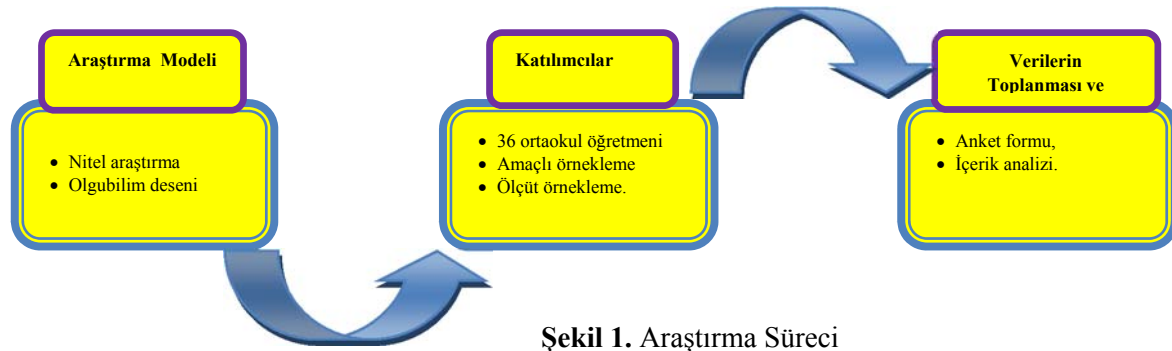 Araştırma Modeli
• Nitel araştırma
• Olgubilim deseni
Katılımcılar
• 36 ortaokul öğretmeni
• Amaçlı örnekleme
• Ölçüt örnekleme.
Verilerin
Toplanması ve
• Anket formu,
• İçerik analizi.
Şekil 1. Araştırma Süreci